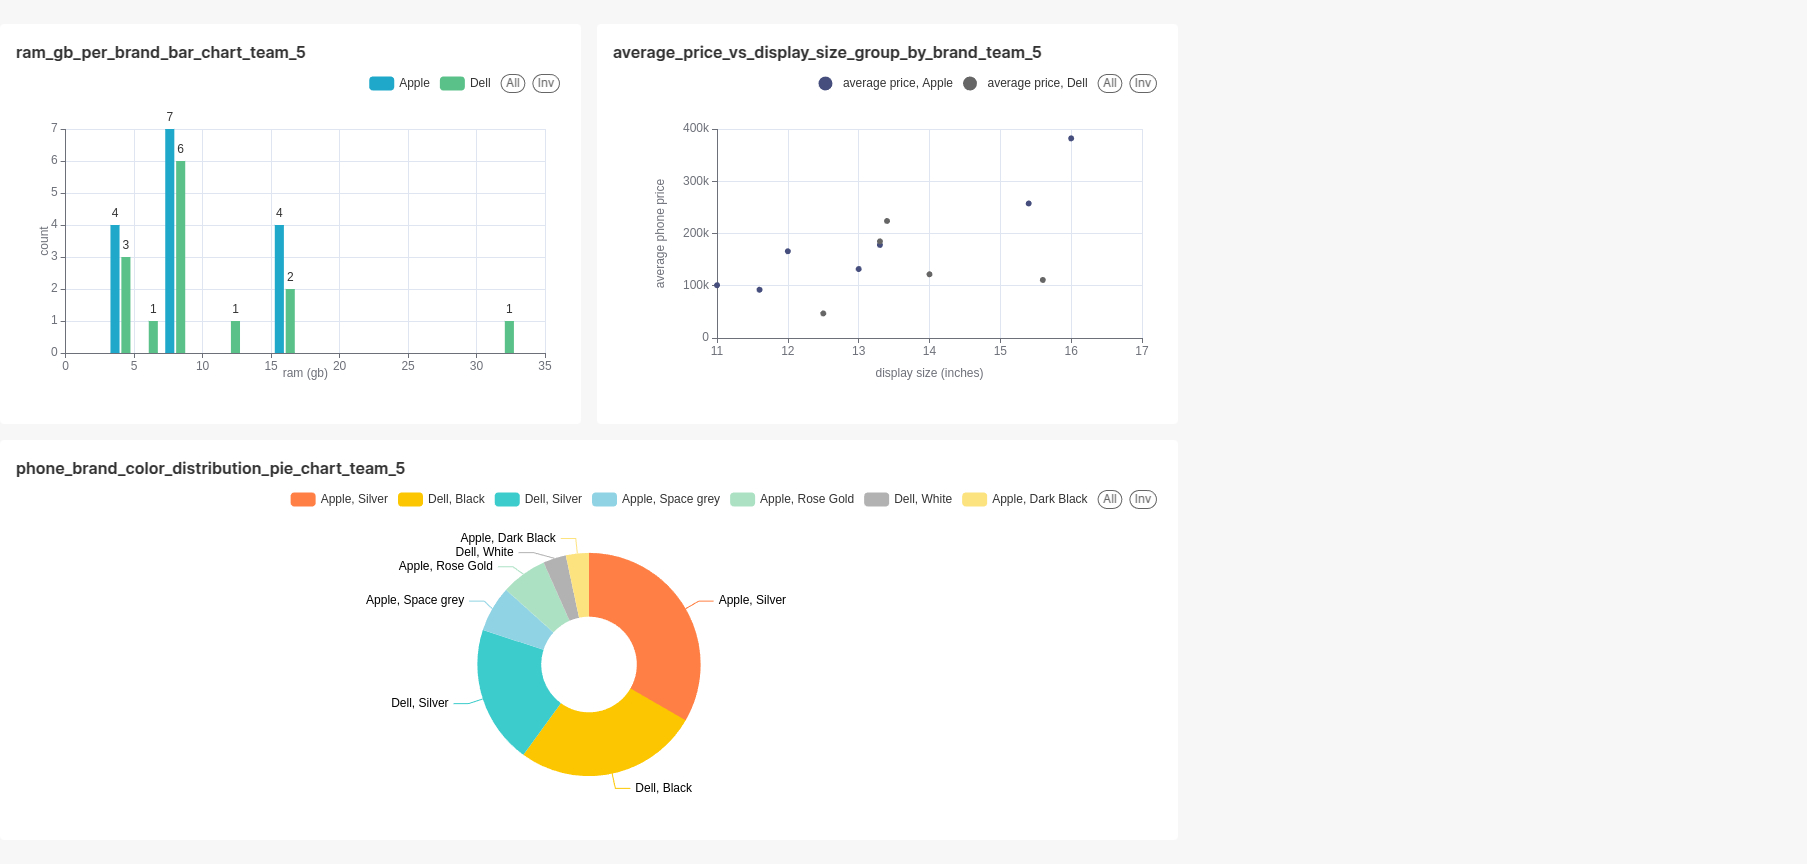 ram_gb_per_brand_bar_chart_team_5
Apple Dell All Inv
7
6
5
4
3
2
1
0
count
4 3 1 7 6 1 4 2 1
0 5 10 15 20 25 30 35
ram (gb)
average_price_vs_display_size_group_by_brand_team_5
average price, Apple average price, Dell All Inv
400k
300k
200k
100k
0
average phone price
11 12 13 14 15 16 17
display size (inches)
phone_brand_color_distribution_pie_chart_team_5
Apple, Silver Dell, Black Dell, Silver Apple, Space grey Apple, Rose Gold Dell, White Apple, Dark Black All Inv
Apple, Dark Black
Dell, White
Apple, Rose Gold
Apple, Space grey
Apple, Silver
Dell, Silver
Dell, Black